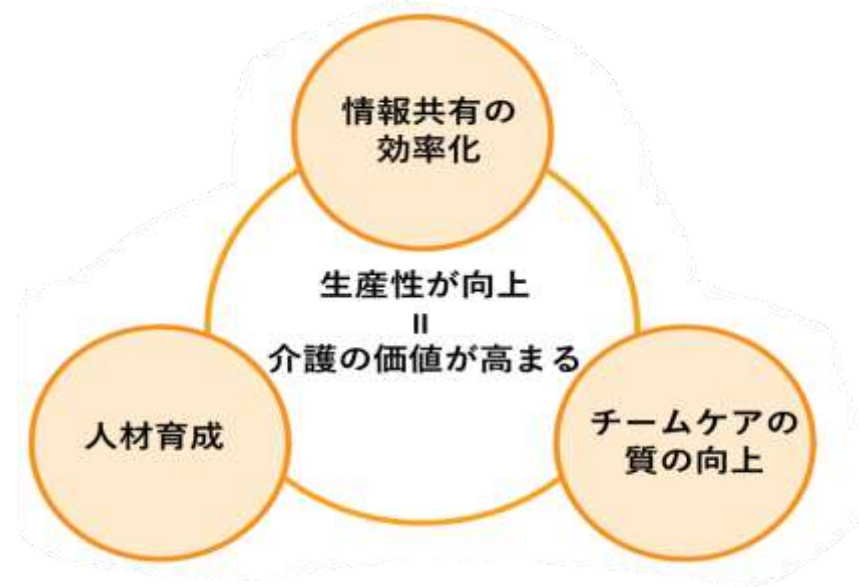 情報共有の
効率化
生産性が向上
=
介護の価値が高まる
人材育成
チームケアの
質の向上